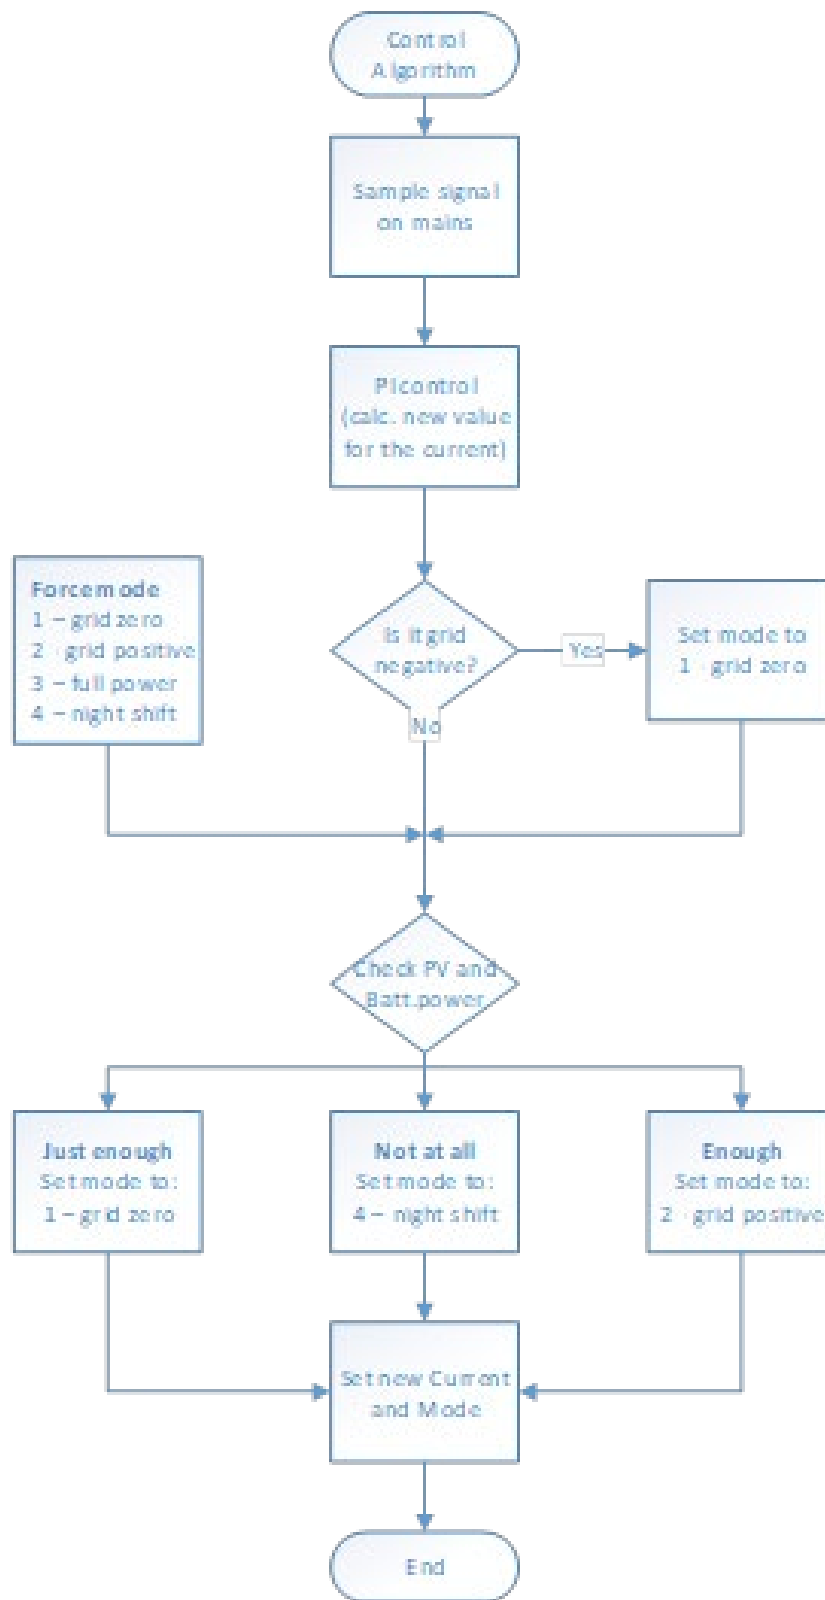 Control
Algorithm
Sample signal
on mains
PI control
(calc. new value
for the current)
Force mode
1 – grid zero
2 - grid positive
3 – full power
4 – night shift
Is it grid
negative?
Yes
Set mode to
1 - grid zero
No
Check PV and
Batt.power
Just enough
Set mode to:
1 – grid zero
Not at all
Set mode to:
4 – night shift
Enough
Set mode to:
2 - grid positive
Set new Current
and Mode
End